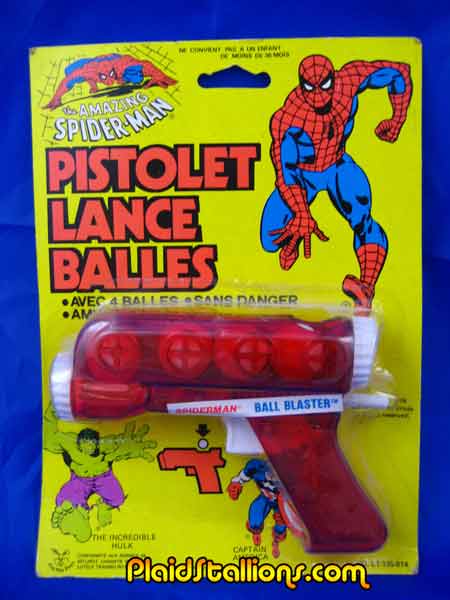 NE CONVIENT PAS A UN ENFANT
DE MOINS DE 36 MOIS
the AMAZING
SPIDER-MAN®
PISTOLET
LANCE
BALLES
• AVEC 4 BALLES • SANS DANGER
SPIDERMAN® BALL BLASTER™
THE INCREDIBLE
HULK
CAPTAIN
AMERICA
PlaidStallions.com